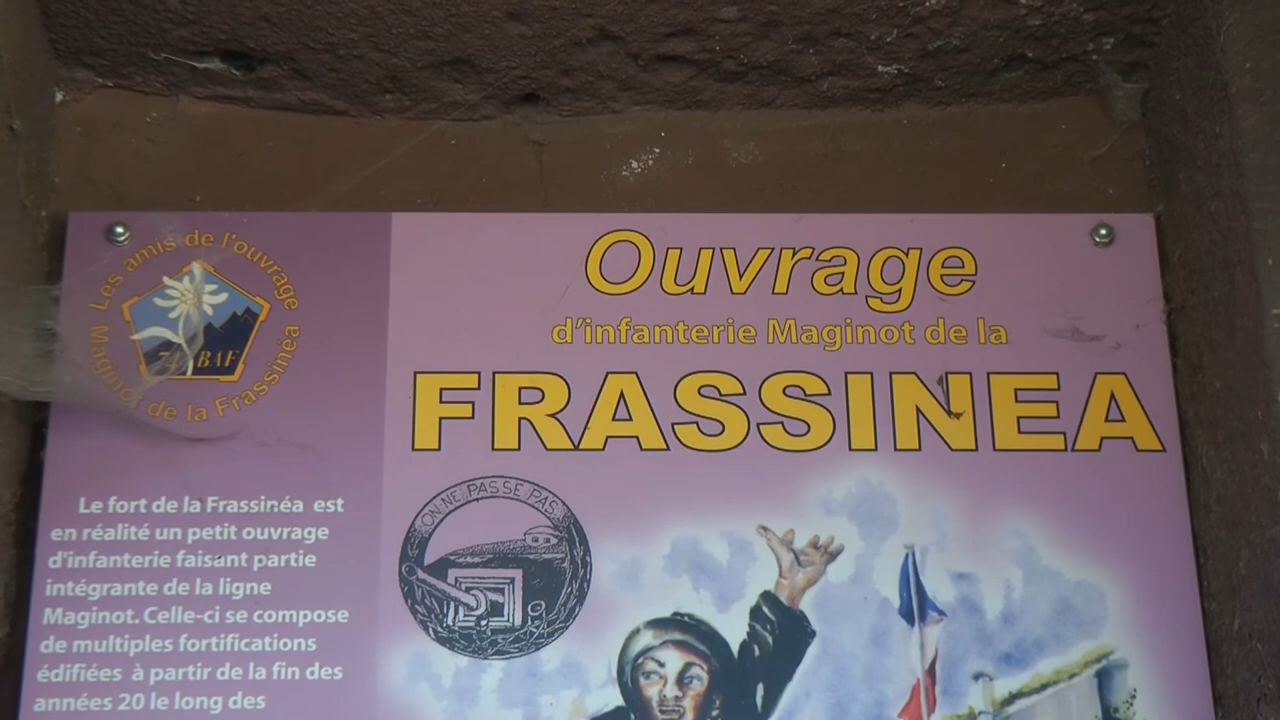 Les amis de l'ouvrage
Maginot de la Frassinéa
74 BAF
Ouvrage
d'infanterie Maginot de la
FRASSINEA
ON NE PASSE PAS
Le fort de la Frassinéa est
en réalité un petit ouvrage
d'infanterie faisant partie
intégrante de la ligne
Maginot. Celle-ci se compose
de multiples fortifications
édifiées à partir de la fin des
années 20 le long des